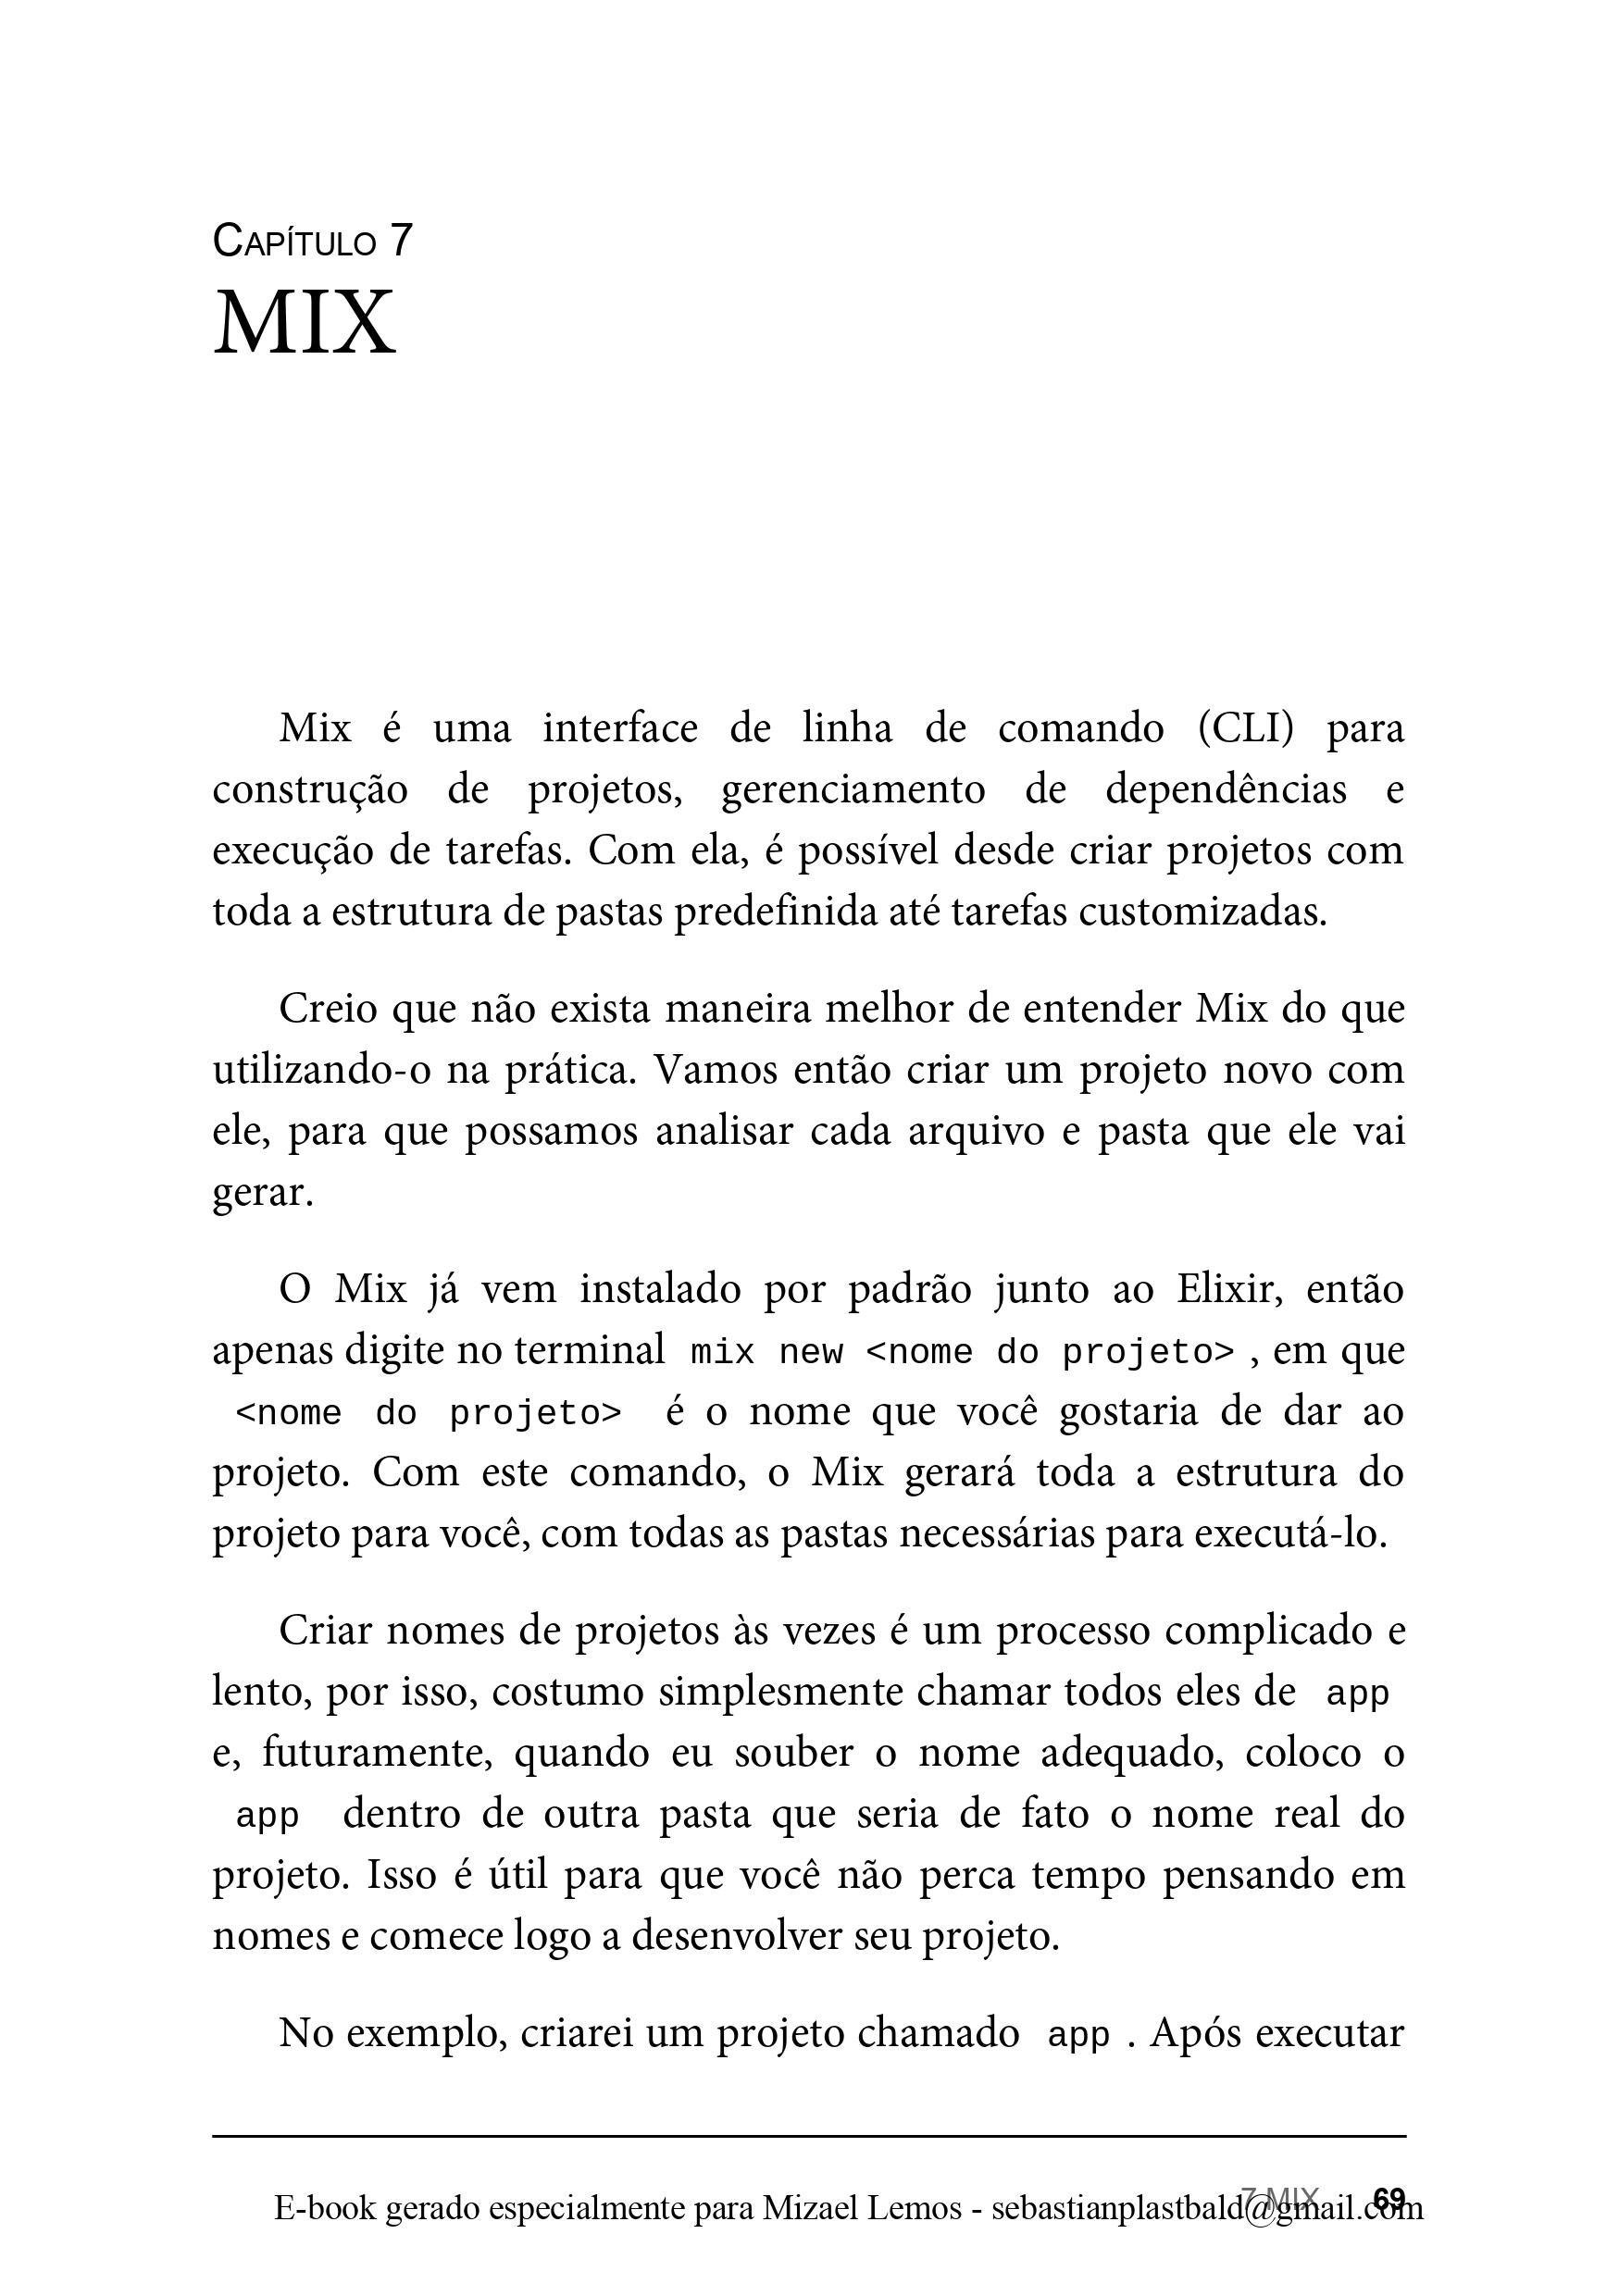 Capítulo 7
MIX
Mix é uma interface de linha de comando (CLI) para
construção de projetos, gerenciamento de dependências e
execução de tarefas. Com ela, é possível desde criar projetos com
toda a estrutura de pastas predefinida até tarefas customizadas.
Creio que não exista maneira melhor de entender Mix do que
utilizando-o na prática. Vamos então criar um projeto novo com
ele, para que possamos analisar cada arquivo e pasta que ele vai
gerar.
O Mix já vem instalado por padrão junto ao Elixir, então
apenas digite no terminal mix new <nome do projeto> , em que
<nome do projeto> é o nome que você gostaria de dar ao
projeto. Com este comando, o Mix gerará toda a estrutura do
projeto para você, com todas as pastas necessárias para executá-lo.
Criar nomes de projetos às vezes é um processo complicado e
lento, por isso, costumo simplesmente chamar todos eles de app
e, futuramente, quando eu souber o nome adequado, coloco o
app dentro de outra pasta que seria de fato o nome real do
projeto. Isso é útil para que você não perca tempo pensando em
nomes e comece logo a desenvolver seu projeto.
No exemplo, criarei um projeto chamado app . Após executar
7 MIX 69
E-book gerado especialmente para Mizael Lemos - sebastianplastbald@gmail.com